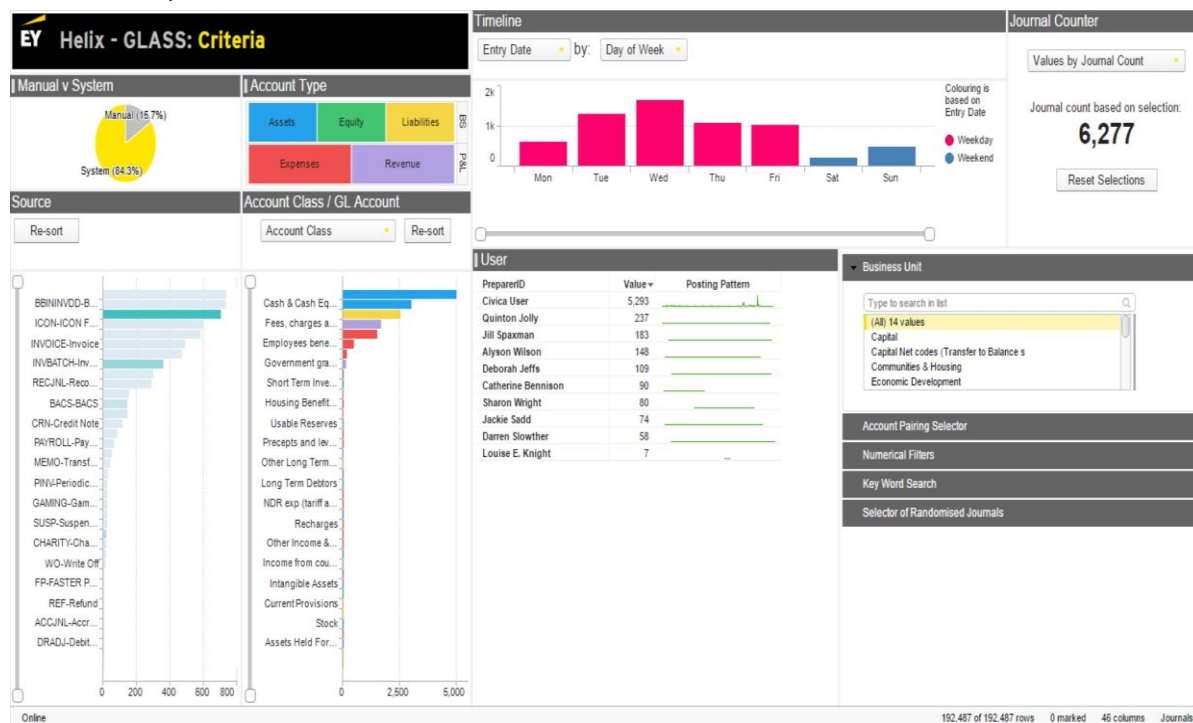 EY Helix - GLASS: Criteria
Manual v System
Manual (15.7%)
System (84.3%)
Account Type
Assets
Equity
Liabilities
BS
Expenses
Revenue
P&L
Source
Re-sort
BBININVDD-B...
ICON-ICON F...
INVOICE-Invoice
INVBATCH-Inv...
RECJNL-Reco...
BACS-BACS
CRN-Credit Note
PAYROLL-Pay...
MEMO-Transf...
PINV-Periodic...
GAMING-Gam...
SUSP-Suspen...
CHARITY-Cha...
WO-Write Off
FP-FASTER P...
REF-Refund
ACCJNL-Accr...
DRADJ-Debit...
0 200 400 600 800
Account Class / GL Account
Account Class
Re-sort
Cash & Cash Eq...
Fees, charges a...
Employees bene...
Government gra...
Short Term Inve...
Housing Benefit...
Usable Reserves
Precepts and lev...
Other Long Term...
Long Term Debtors
NDR exp (tariff a...
Recharges
Other Income &...
Income from cou...
Intangible Assets
Current Provisions
Stock
Assets Held For...
0 2,500 5,000
Timeline
Entry Date by: Day of Week
2k
1k
0
Mon Tue Wed Thu Fri Sat Sun
Colouring is
based on
Entry Date
Weekday
Weekend
Journal Counter
Values by Journal Count
Journal count based on selection:
6,277
Reset Selections
User
PreparerID Value Posting Pattern
Civica User 5,293
Quinton Jolly 237
Jill Spaxman 183
Alyson Wilson 148
Deborah Jeffs 109
Catherine Bennison 90
Sharon Wright 80
Jackie Sadd 74
Darren Slowther 58
Louise E. Knight 7
Business Unit
Type to search in list
(All) 14 values
Capital
Capital Net codes (Transfer to Balance s
Communities & Housing
Economic Development
Account Pairing Selector
Numerical Filters
Key Word Search
Selector of Randomised Journals
Online
192,487 of 192,487 rows 0 marked 46 columns Journals